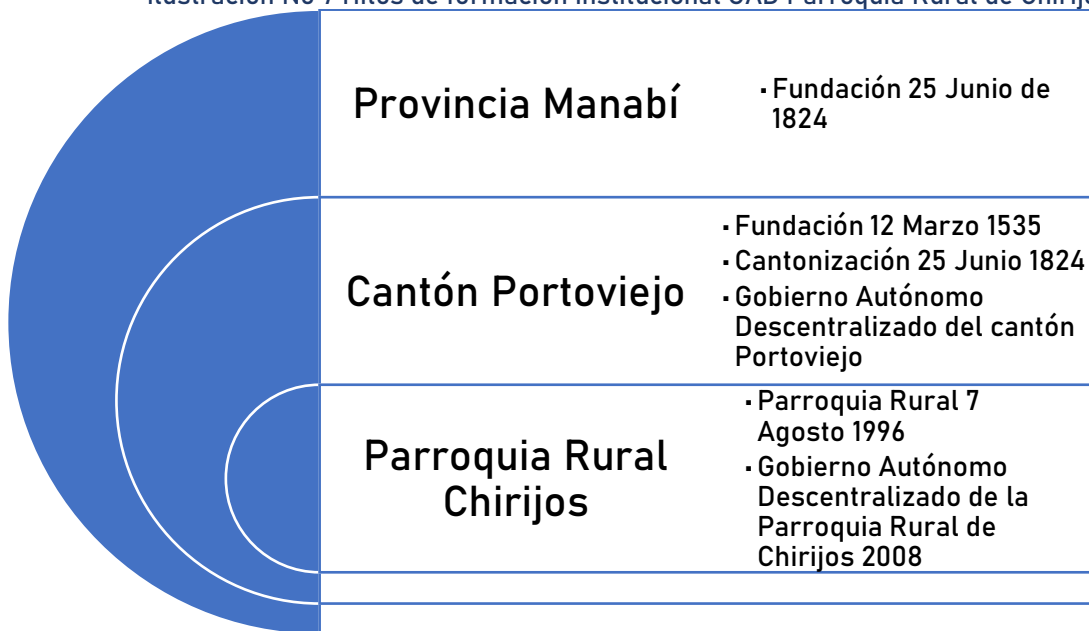 Provincia Manabí
▪ Fundación 25 Junio de
1824
Cantón Portoviejo
▪ Fundación 12 Marzo 1535
▪ Cantonización 25 Junio 1824
▪ Gobierno Autónomo
Descentralizado del cantón
Portoviejo
Parroquia Rural
Chirijos
▪ Parroquia Rural 7
Agosto 1996
▪ Gobierno Autónomo
Descentralizado de la
Parroquia Rural de
Chirijos 2008